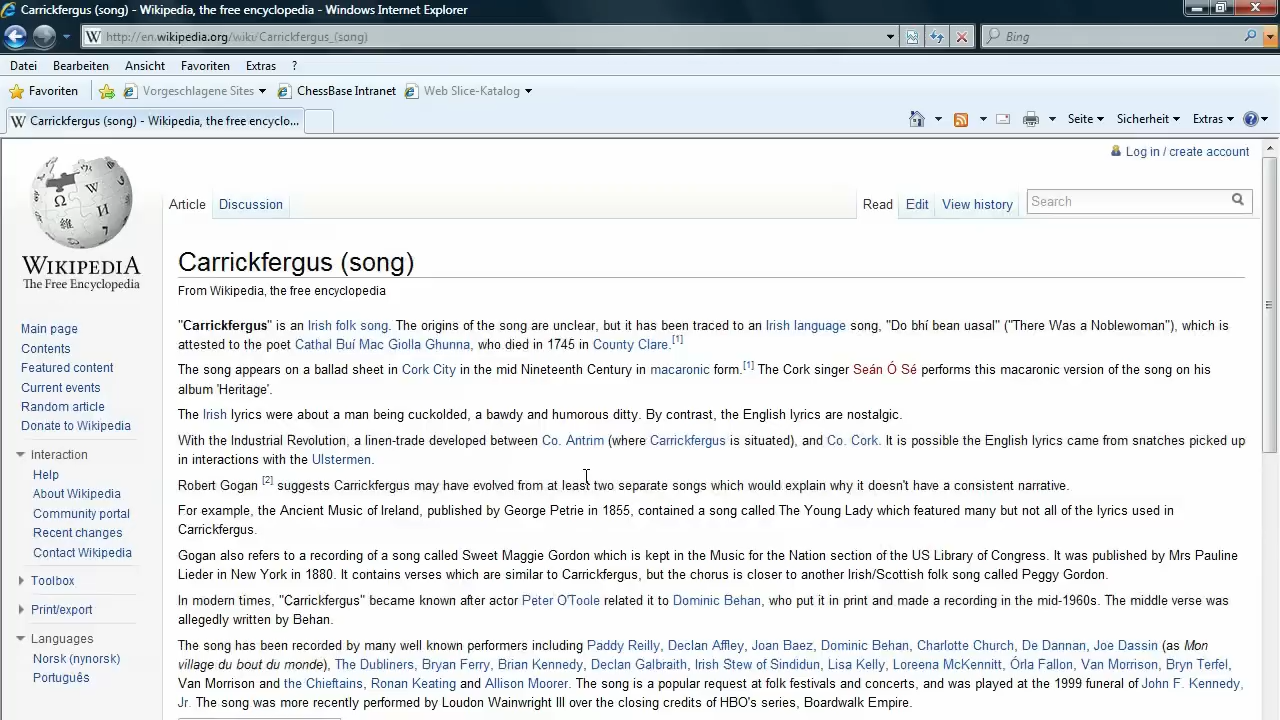 Carrickfergus (song) - Wikipedia, the free encyclopedia - Windows Internet Explorer
W http://en.wikipedia.org/wiki/Carrickfergus_(song) Bing
Datei Bearbeiten Ansicht Favoriten Extras ?
Favoriten Vorgeschlagene Sites ChessBase Intranet Web Slice-Katalog
W Carrickfergus (song) - Wikipedia, the free encyclo... Seite Sicherheit Extras
Log in / create account
Article Discussion Read Edit View history Search
WIKIPEDIA
The Free Encyclopedia
Main page
Contents
Featured content
Current events
Random article
Donate to Wikipedia
Interaction
Help
About Wikipedia
Community portal
Recent changes
Contact Wikipedia
Toolbox
Print/export
Languages
Norsk (nynorsk)
Português
Carrickfergus (song)
From Wikipedia, the free encyclopedia
"Carrickfergus" is an Irish folk song. The origins of the song are unclear, but it has been traced to an Irish language song, "Do bhí bean uasal" ("There Was a Noblewoman"), which is
attested to the poet Cathal Buí Mac Giolla Ghunna, who died in 1745 in County Clare.[1]
The song appears on a ballad sheet in Cork City in the mid Nineteenth Century in macaronic form.[1] The Cork singer Seán Ó Sé performs this macaronic version of the song on his
album 'Heritage'.
The Irish lyrics were about a man being cuckolded, a bawdy and humorous ditty. By contrast, the English lyrics are nostalgic.
With the Industrial Revolution, a linen-trade developed between Co. Antrim (where Carrickfergus is situated), and Co. Cork. It is possible the English lyrics came from snatches picked up
in interactions with the Ulstermen.
Robert Gogan [2] suggests Carrickfergus may have evolved from at least two separate songs which would explain why it doesn't have a consistent narrative.
For example, the Ancient Music of Ireland, published by George Petrie in 1855, contained a song called The Young Lady which featured many but not all of the lyrics used in
Carrickfergus.
Gogan also refers to a recording of a song called Sweet Maggie Gordon which is kept in the Music for the Nation section of the US Library of Congress. It was published by Mrs Pauline
Lieder in New York in 1880. It contains verses which are similar to Carrickfergus, but the chorus is closer to another Irish/Scottish folk song called Peggy Gordon.
In modern times, "Carrickfergus" became known after actor Peter O'Toole related it to Dominic Behan, who put it in print and made a recording in the mid-1960s. The middle verse was
allegedly written by Behan.
The song has been recorded by many well known performers including Paddy Reilly, Declan Affley, Joan Baez, Dominic Behan, Charlotte Church, De Dannan, Joe Dassin (as Mon
village du bout du monde), The Dubliners, Bryan Ferry, Brian Kennedy, Declan Galbraith, Irish Stew of Sindidun, Lisa Kelly, Loreena McKennitt, Órla Fallon, Van Morrison, Bryn Terfel,
Van Morrison and the Chieftains, Ronan Keating and Allison Moorer. The song is a popular request at folk festivals and concerts, and was played at the 1999 funeral of John F. Kennedy,
Jr. The song was more recently performed by Loudon Wainwright III over the closing credits of HBO's series, Boardwalk Empire.